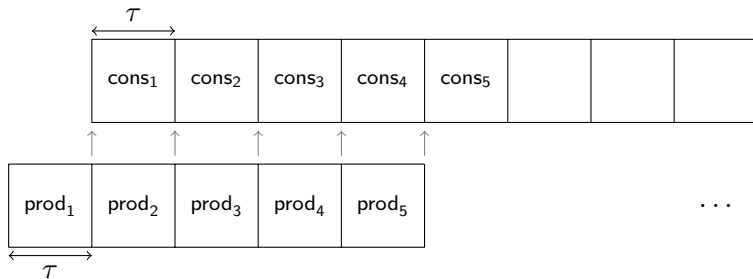 τ
cons₁ cons₂ cons₃ cons₄ cons₅
prod₁ prod₂ prod₃ prod₄ prod₅ ...
τ